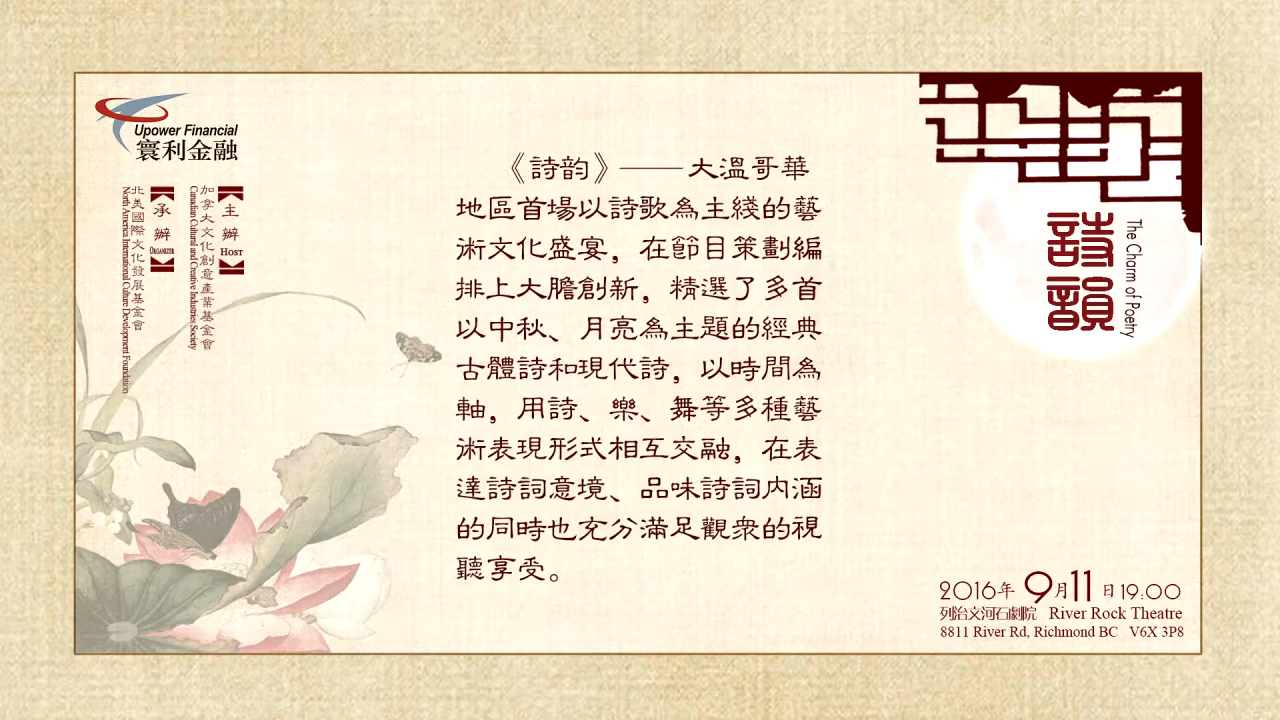 Upower Financial
寰利金融
主辦
HOST
加拿大文化創意產業基金會
Canadian Cultural and Creative Industries Society
承辦
ORGANIZER
北美國際文化發展基金會
North America International Culture Development Foundation
《詩韵》——大溫哥華
地區首場以詩歌為主綫的藝
術文化盛宴，在節目策劃編
排上大膽創新，精選了多首
以中秋、月亮為主題的經典
古體詩和現代詩，以時間為
軸，用詩、樂、舞等多種藝
術表現形式相互交融，在表
達詩詞意境、品味詩詞内涵
的同時也充分滿足觀衆的視
聽享受。
詩韻
The Charm of Poetry
2016年 9月11日19:00
列治文河石劇院 River Rock Theatre
8811 River Rd, Richmond BC V6X 3P8